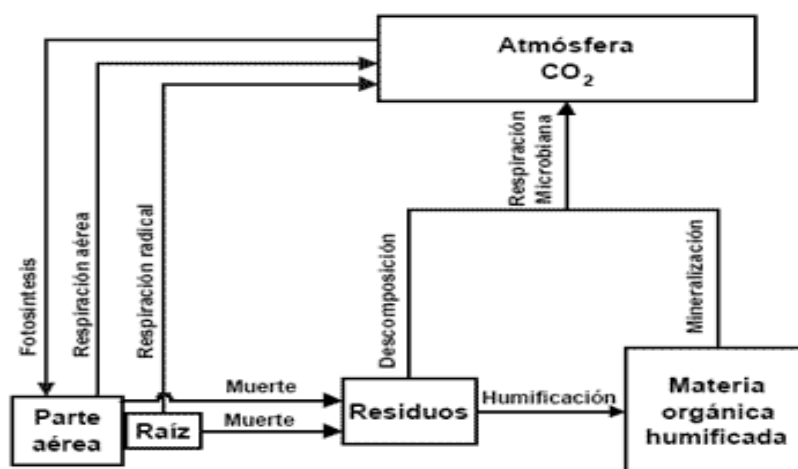 Atmósfera
CO2
Fotosíntesis
Respiración aérea
Respiración radical
Respiración
Microbiana
Descomposición
Mineralización
Parte
aérea
Raíz
Muerte
Muerte
Residuos
Humificación
Materia
orgánica
humificada